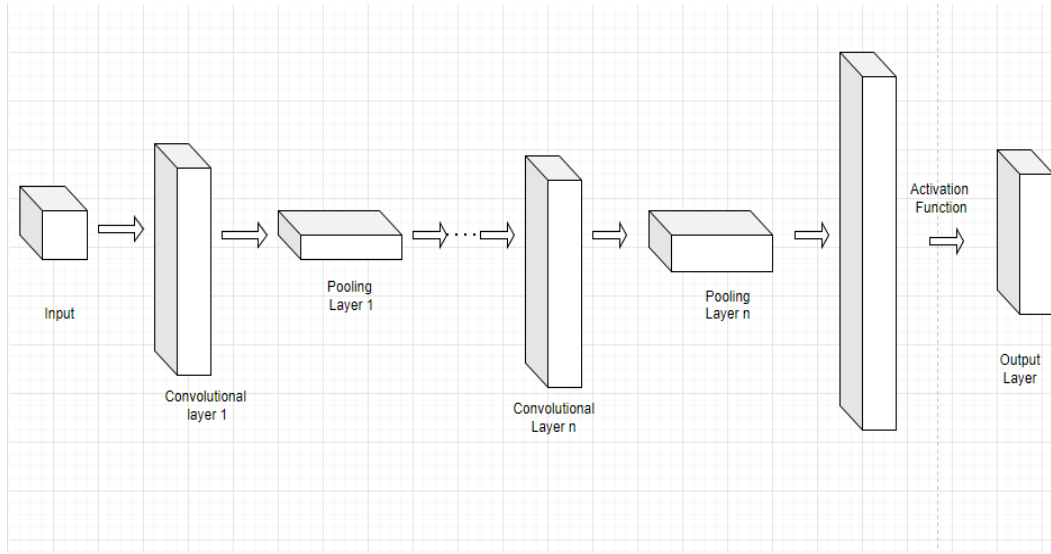 Input
Convolutional
layer 1
Pooling
Layer 1
....
Convolutional
Layer n
Pooling
Layer n
Activation
Function
Output
Layer